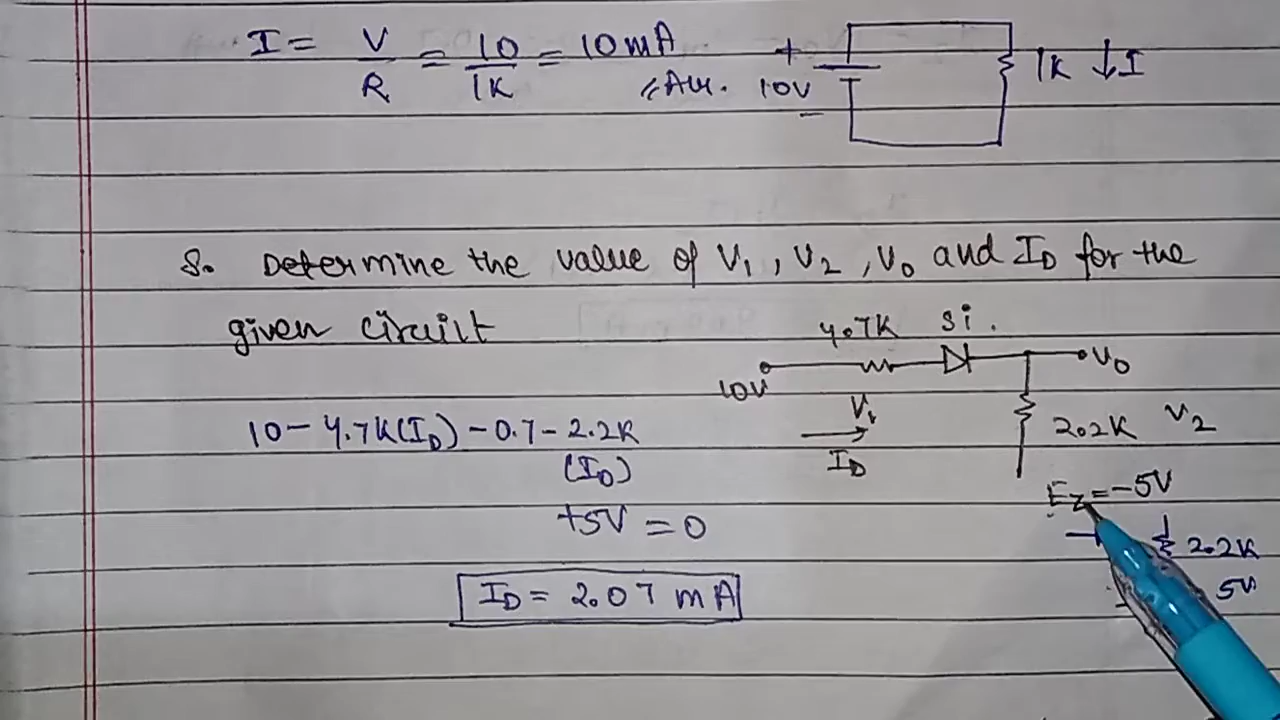 I = V/R = 10/1K = 10mA
Ans.
+
10V
-
1K ↓I
8. Determine the value of V1, V2, V0 and ID for the
given circuilt
4.7K Si.
10V
V0
V1
ID
2.2K V2
10 - 4.7K(ID) - 0.7 - 2.2K
(ID)
+5V = 0
E2 = -5V
2.2K
5V
ID = 2.07 mA